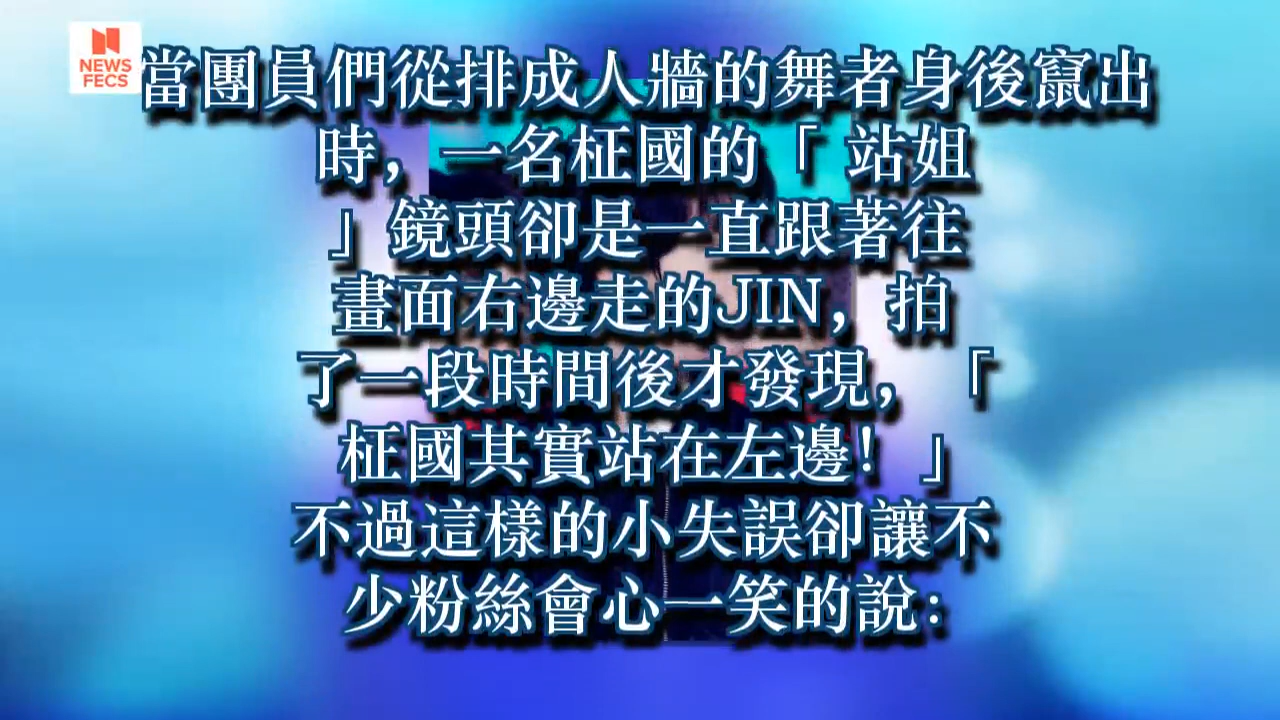 NEWS
FECS
當團員們從排成人牆的舞者身後竄出
時，一名柾國的「 站姐
」鏡頭卻是一直跟著往
畫面右邊走的JIN，拍
了一段時間後才發現，「
柾國其實站在左邊！」
不過這樣的小失誤卻讓不
少粉絲會心一笑的說：